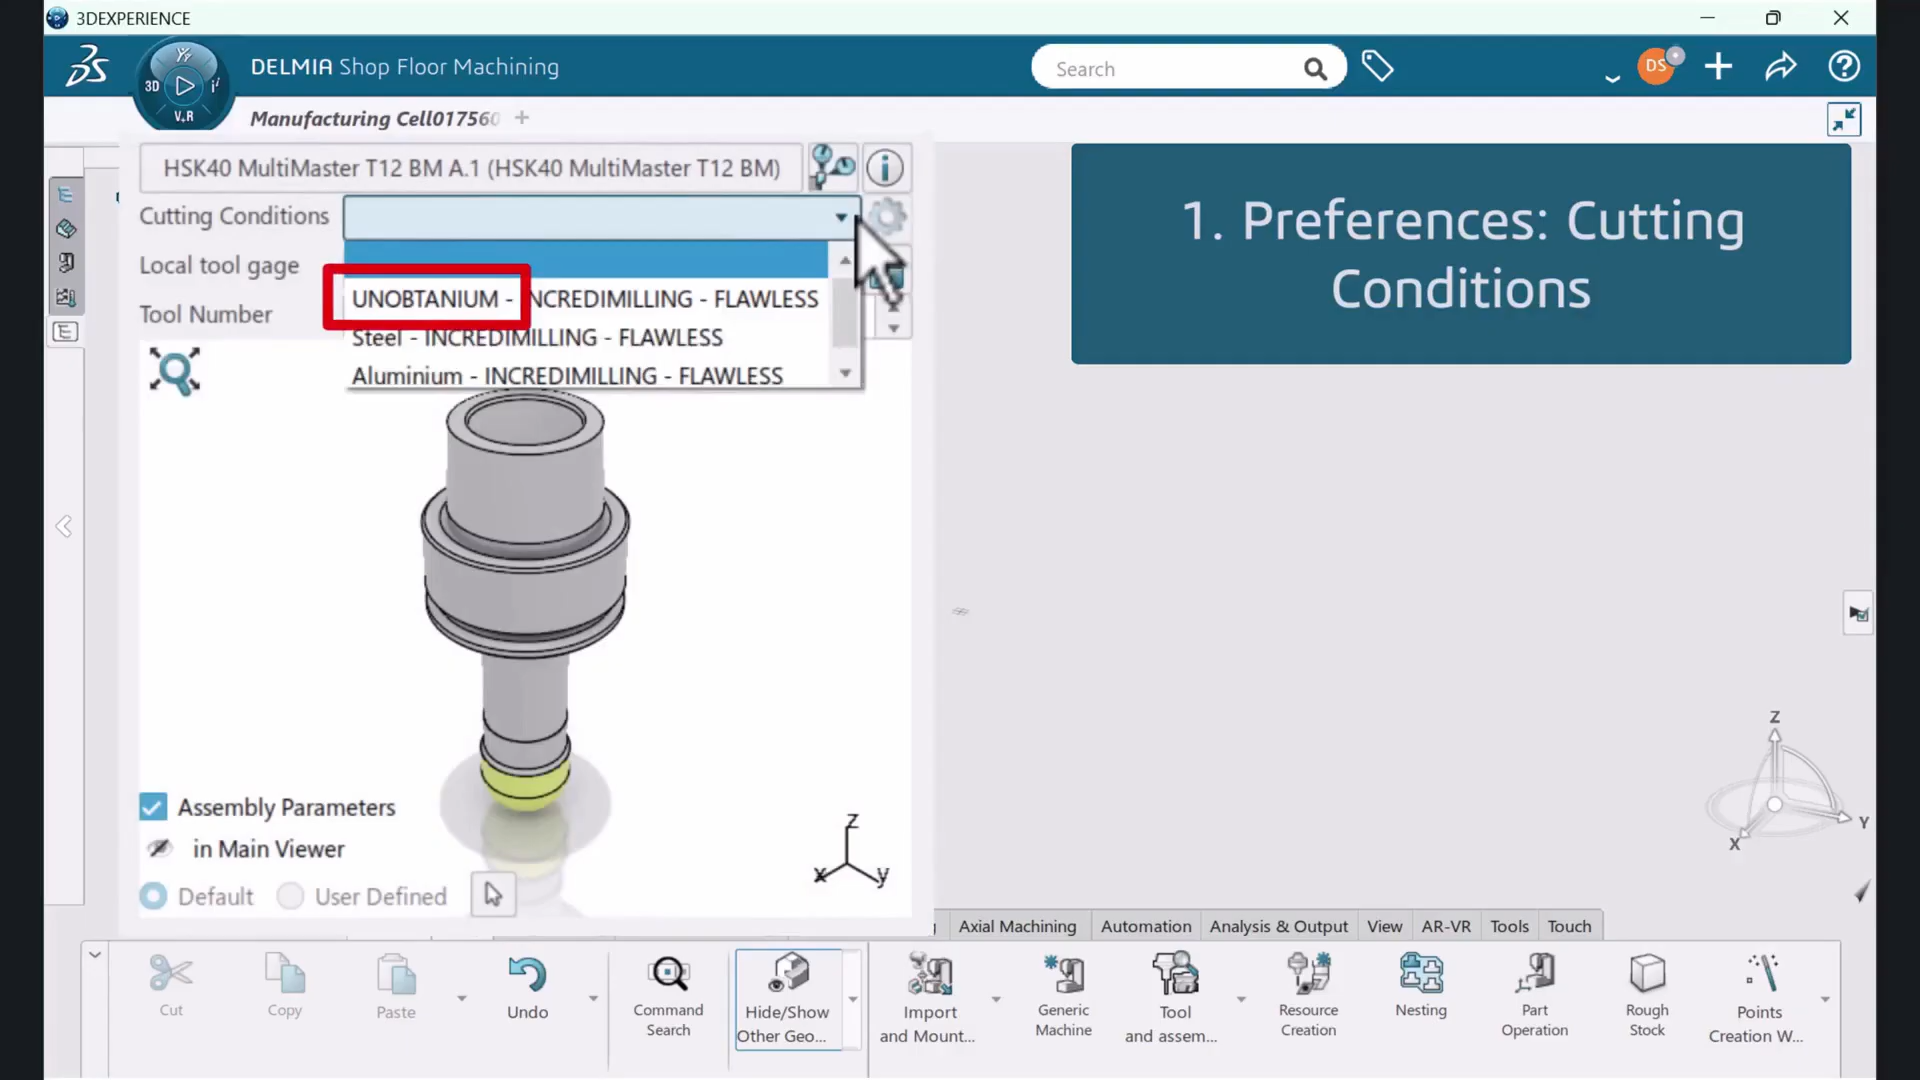 3DEXPERIENCE
DELMIA Shop Floor Machining
Search
DS
3D
V.R
Manufacturing Cell017560
HSK40 MultiMaster T12 BM A.1 (HSK40 MultiMaster T12 BM)
Cutting Conditions
Local tool gage
UNOBTANIUM - INCREDIMILLING - FLAWLESS
Tool Number
Steel - INCREDIMILLING - FLAWLESS
Aluminium - INCREDIMILLING - FLAWLESS
1. Preferences: Cutting
Conditions
Assembly Parameters
in Main Viewer
Default
User Defined
z
x
y
Z
Y
X
Axial Machining
Automation
Analysis & Output
View
AR-VR
Tools
Touch
Cut
Copy
Paste
Undo
Command
Search
Hide/Show
Other Geo...
Import
and Mount...
Generic
Machine
Tool
and assem...
Resource
Creation
Nesting
Part
Operation
Rough
Stock
Points
Creation W...